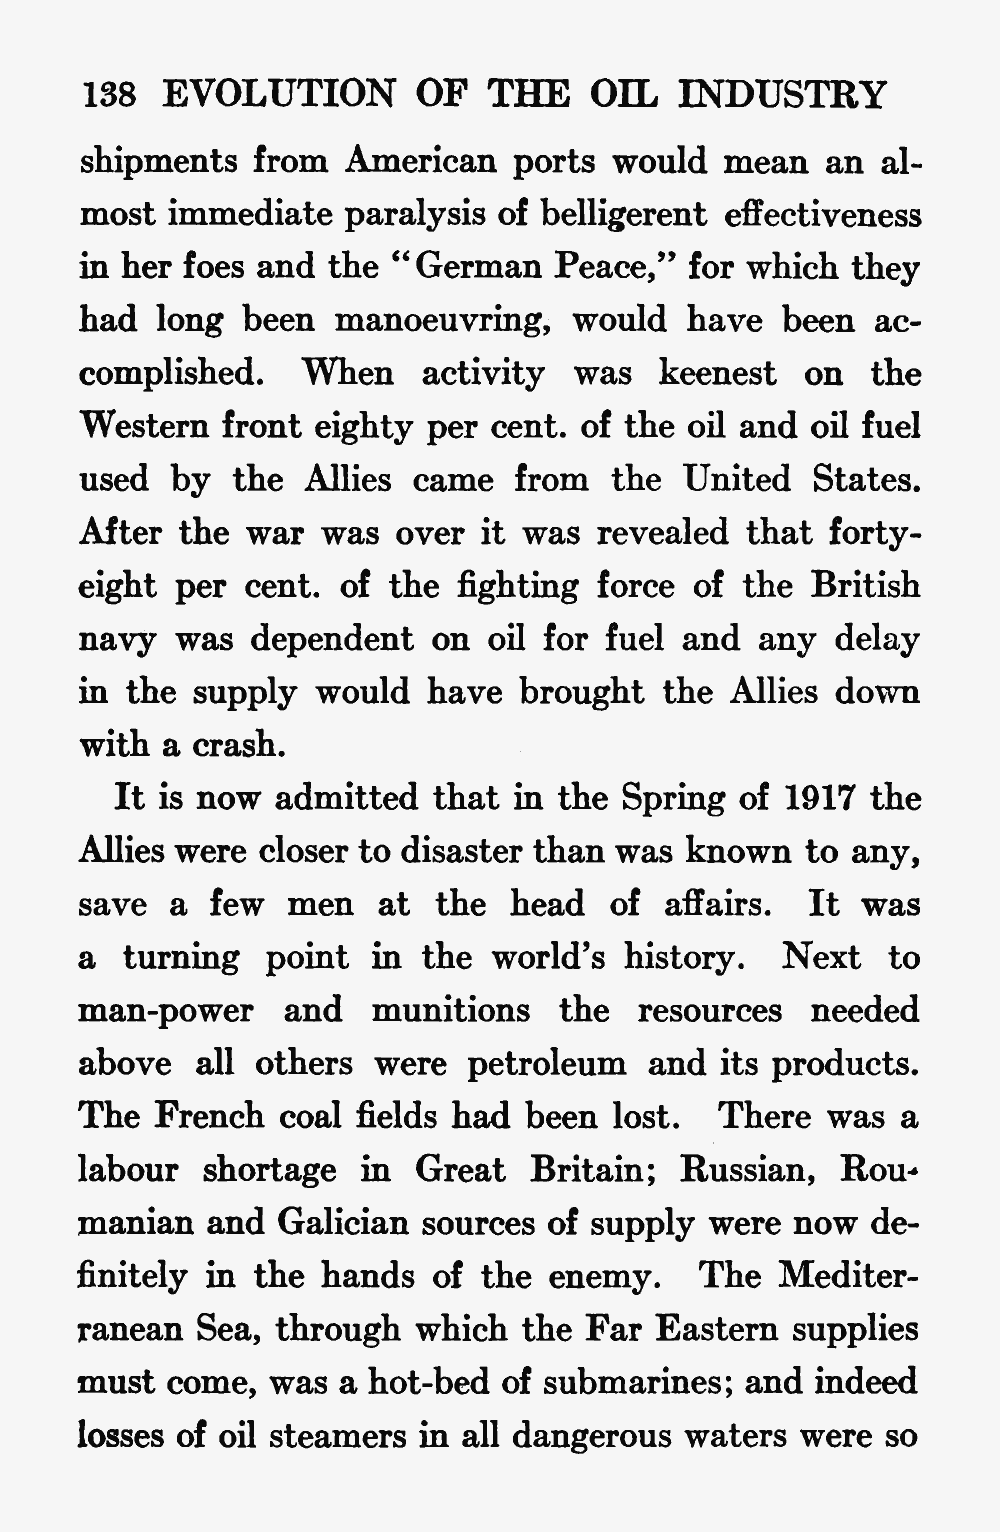 138 EVOLUTION OF THE OIL INDUSTRY
shipments from American ports would mean an al-
most immediate paralysis of belligerent effectiveness
in her foes and the “German Peace,” for which they
had long been manoeuvring, would have been ac-
complished. When activity was keenest on the
Western front eighty per cent. of the oil and oil fuel
used by the Allies came from the United States.
After the war was over it was revealed that forty-
eight per cent. of the fighting force of the British
navy was dependent on oil for fuel and any delay
in the supply would have brought the Allies down
with a crash.
It is now admitted that in the Spring of 1917 the
Allies were closer to disaster than was known to any,
save a few men at the head of affairs. It was
a turning point in the world’s history. Next to
man-power and munitions the resources needed
above all others were petroleum and its products.
The French coal fields had been lost. There was a
labour shortage in Great Britain; Russian, Rou-
manian and Galician sources of supply were now de-
finitely in the hands of the enemy. The Mediter-
ranean Sea, through which the Far Eastern supplies
must come, was a hot-bed of submarines; and indeed
losses of oil steamers in all dangerous waters were so